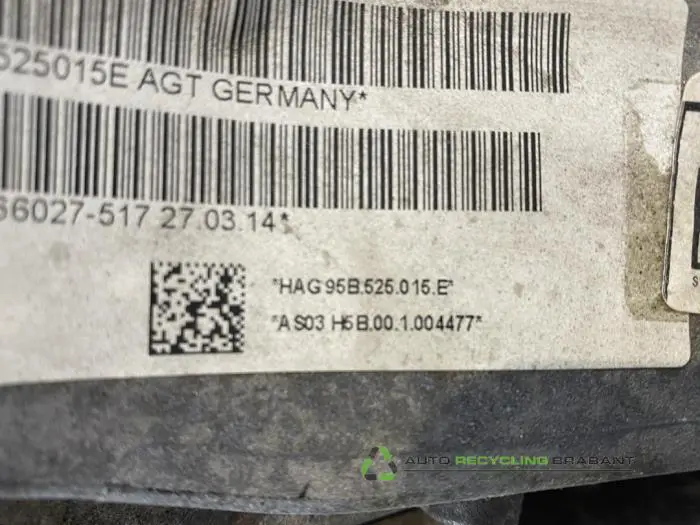 525015E AGT GERMANY*
66027-517 27.03.14*
*HAG 95B.525.015.E*
*AS03 H5B.00.1.004477*
S
AUTO RECYCLING BRABANT